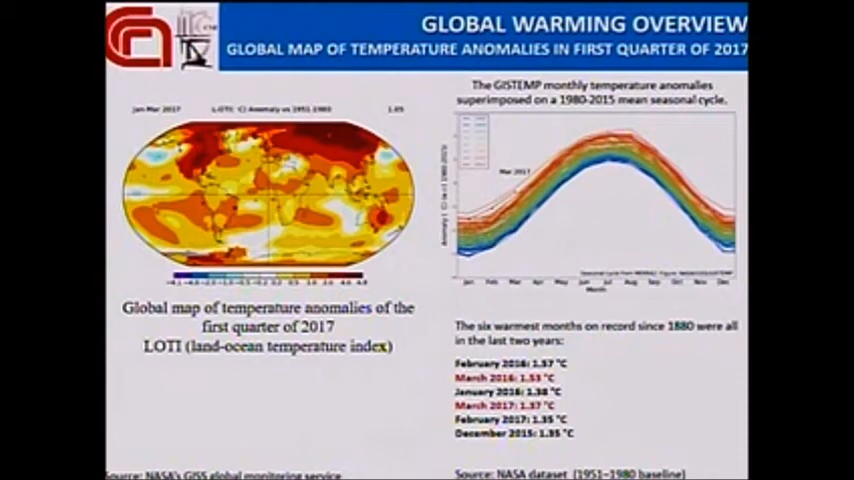 GLOBAL WARMING OVERVIEW
GLOBAL MAP OF TEMPERATURE ANOMALIES IN FIRST QUARTER OF 2017
Jan-Mar 2017 L-OTI(°C) Anomaly vs 1951-1980 1.05
Global map of temperature anomalies of the
first quarter of 2017
LOTI (land-ocean temperature index)
Source: NASA's GISS global monitoring service
The GISTEMP monthly temperature anomalies
superimposed on a 1980-2015 mean seasonal cycle.
Mar 2017
Jan Feb Mar Apr May Jun Jul Aug Sep Oct Nov Dec
Month
The six warmest months on record since 1880 were all
in the last two years:
February 2016: 1.37 °C
March 2016: 1.53 °C
January 2016: 1.38 °C
March 2017: 1.37 °C
February 2017: 1.35 °C
December 2015: 1.35 °C
Source: NASA dataset (1951–1980 baseline)